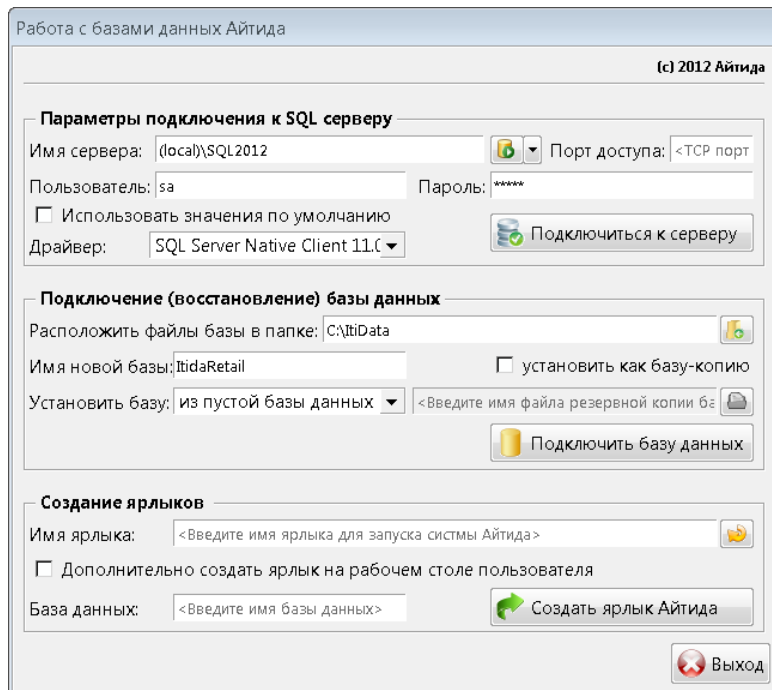 Работа с базами данных Айтида
(c) 2012 Айтида
Параметры подключения к SQL серверу
Имя сервера: (local)\SQL2012 Порт доступа: <TCP порт
Пользователь: sa Пароль: *****
Использовать значения по умолчанию
Драйвер: SQL Server Native Client 11.0 Подключиться к серверу
Подключение (восстановление) базы данных
Расположить файлы базы в папке: C:\ItiData
Имя новой базы: ItidaRetail установить как базу-копию
Установить базу: из пустой базы данных <Введите имя файла резервной копии ба
Подключить базу данных
Создание ярлыков
Имя ярлыка: <Введите имя ярлыка для запуска систмы Айтида>
Дополнительно создать ярлык на рабочем столе пользователя
База данных: <Введите имя базы данных> Создать ярлык Айтида
Выход